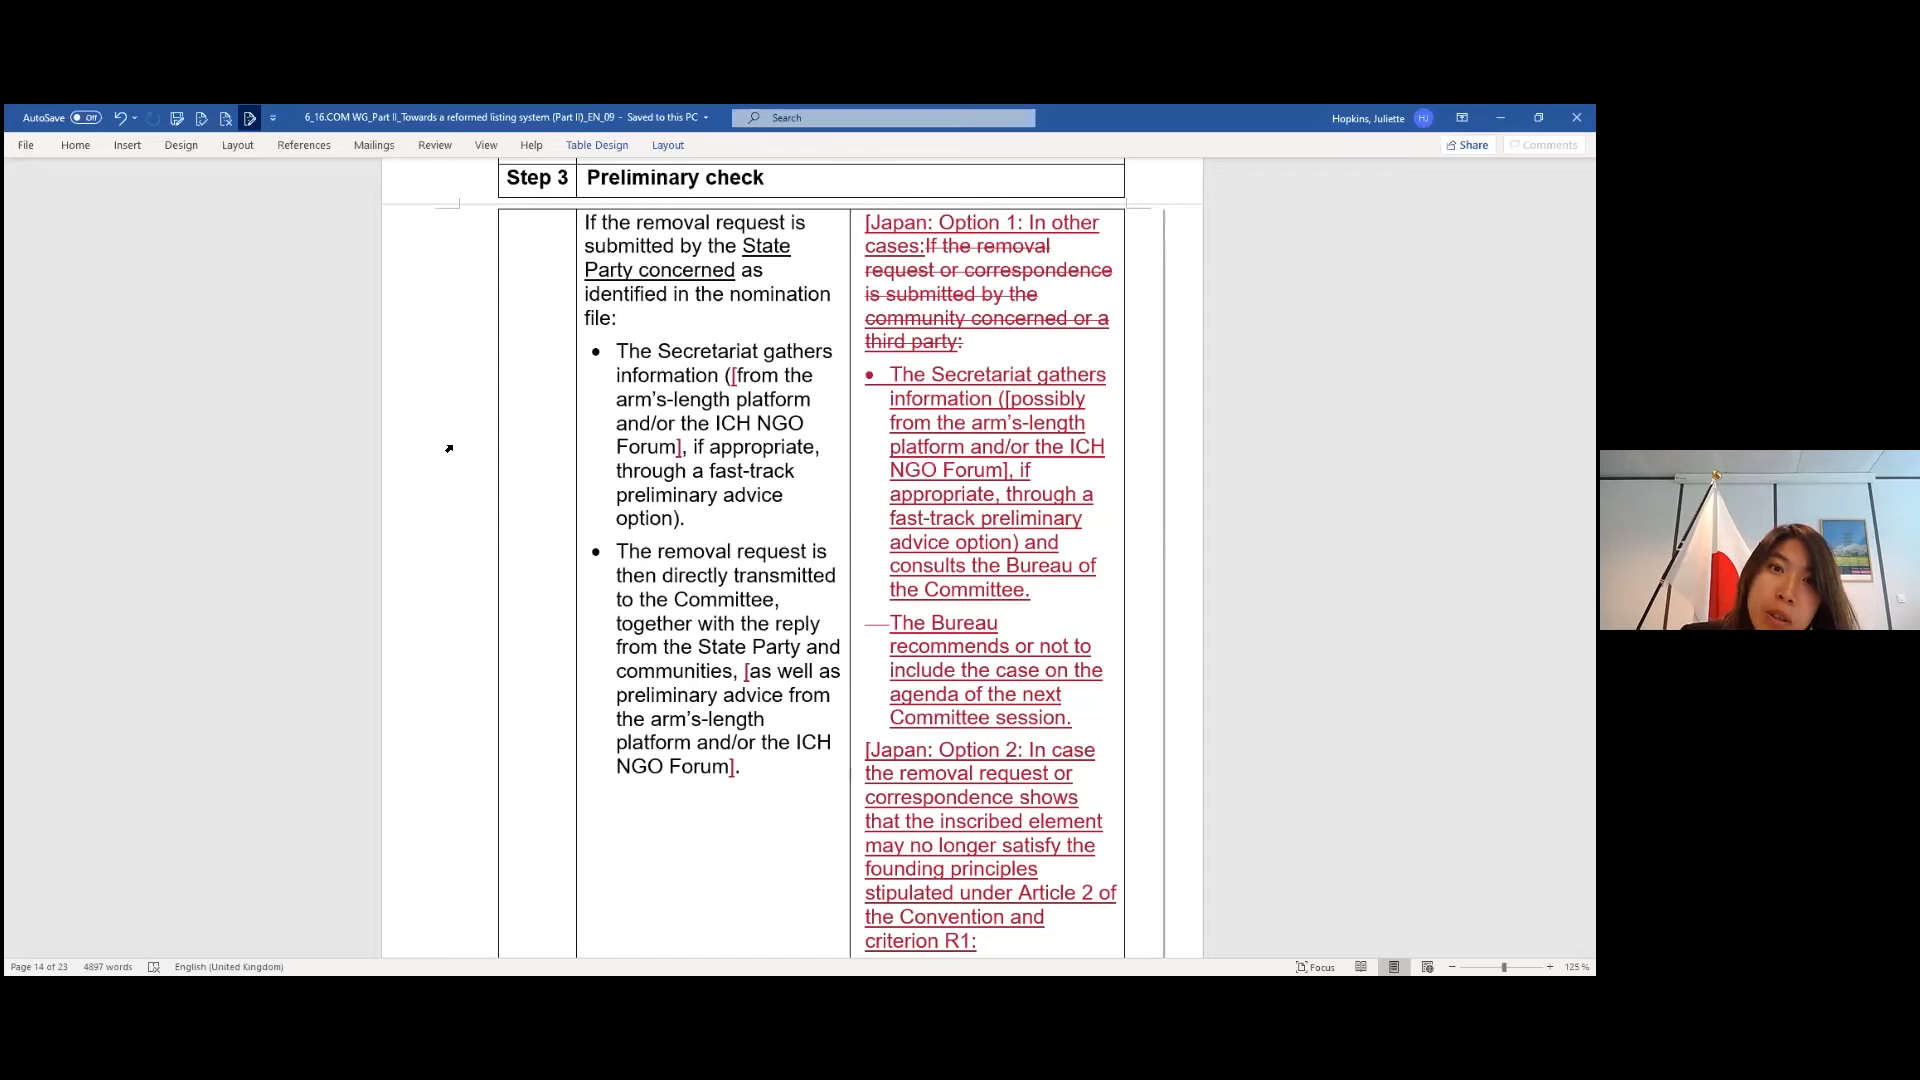 AutoSave Off 6_16.COM WG_Part II_Towards a reformed listing system (Part II)_EN_09 - Saved to this PC Search Hopkins, Juliette HJ
File Home Insert Design Layout References Mailings Review View Help Table Design Layout Share Comments
Step 3 Preliminary check
If the removal request is
submitted by the State
Party concerned as
identified in the nomination
file:
• The Secretariat gathers
information ([from the
arm’s-length platform
and/or the ICH NGO
Forum], if appropriate,
through a fast-track
preliminary advice
option).
• The removal request is
then directly transmitted
to the Committee,
together with the reply
from the State Party and
communities, [as well as
preliminary advice from
the arm’s-length
platform and/or the ICH
NGO Forum].
[Japan: Option 1: In other
cases:If the removal
request or correspondence
is submitted by the
community concerned or a
third party:
• The Secretariat gathers
information ([possibly
from the arm’s-length
platform and/or the ICH
NGO Forum], if
appropriate, through a
fast-track preliminary
advice option) and
consults the Bureau of
the Committee.
The Bureau
recommends or not to
include the case on the
agenda of the next
Committee session.
[Japan: Option 2: In case
the removal request or
correspondence shows
that the inscribed element
may no longer satisfy the
founding principles
stipulated under Article 2 of
the Convention and
criterion R1:
Page 14 of 23 4897 words English (United Kingdom) Focus 125 %